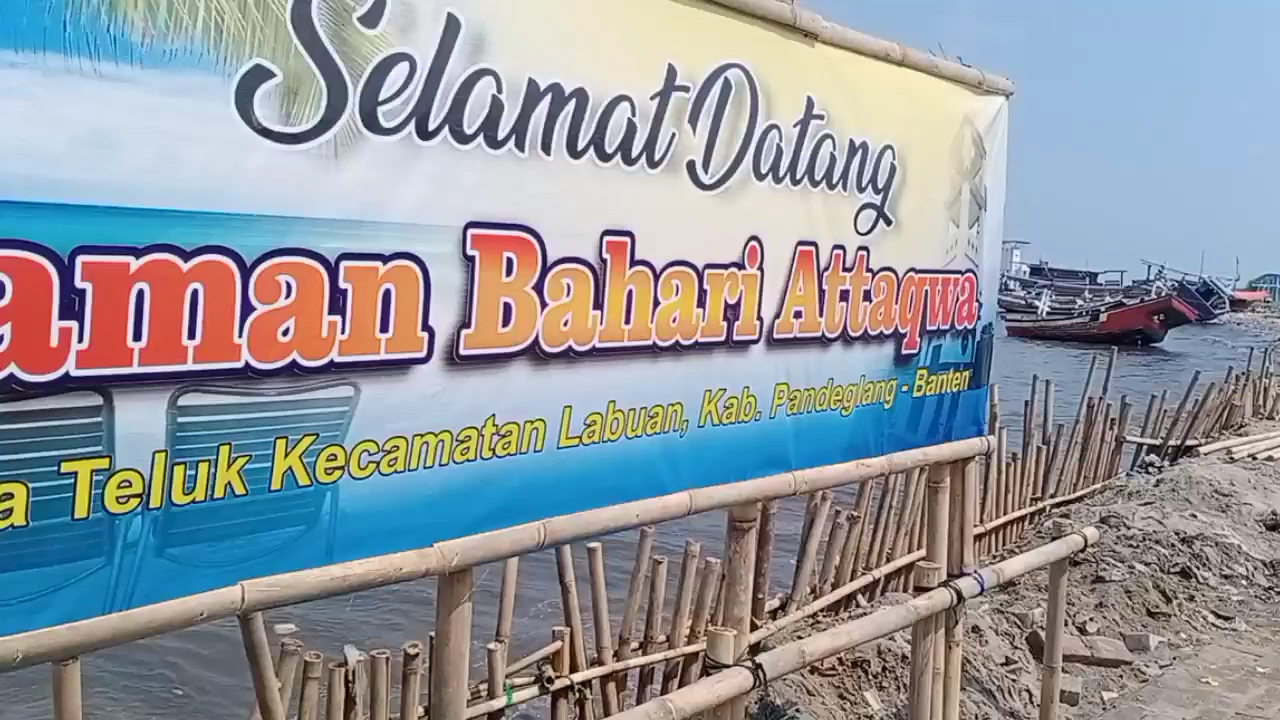 Selamat Datang
aman Bahari Attaqwa
a Teluk Kecamatan Labuan, Kab. Pandeglang - Banten